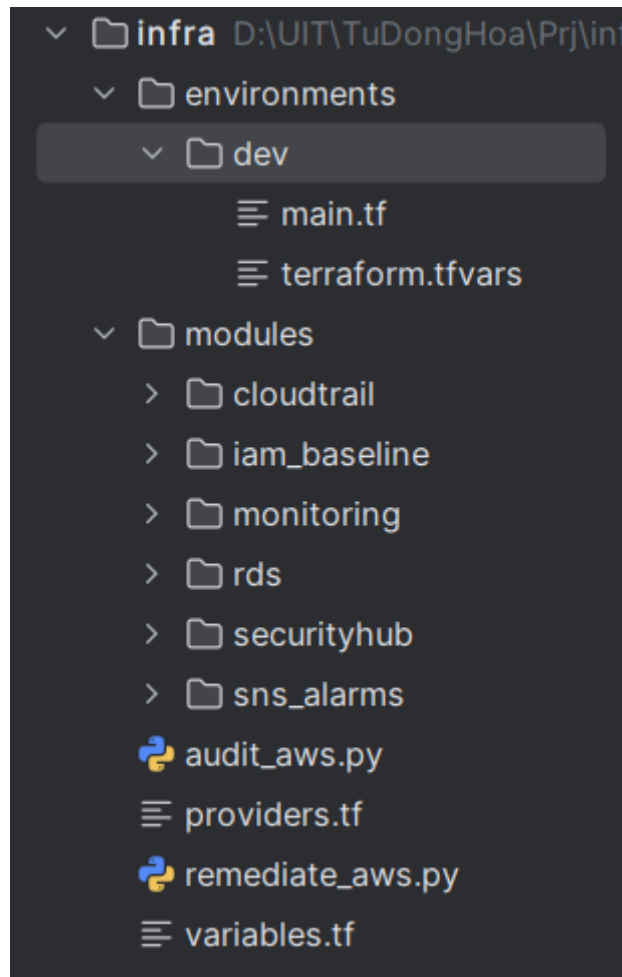 infra D:\UIT\TuDongHoa\Prj\in
environments
dev
main.tf
terraform.tfvars
modules
cloudtrail
iam_baseline
monitoring
rds
securityhub
sns_alarms
audit_aws.py
providers.tf
remediate_aws.py
variables.tf